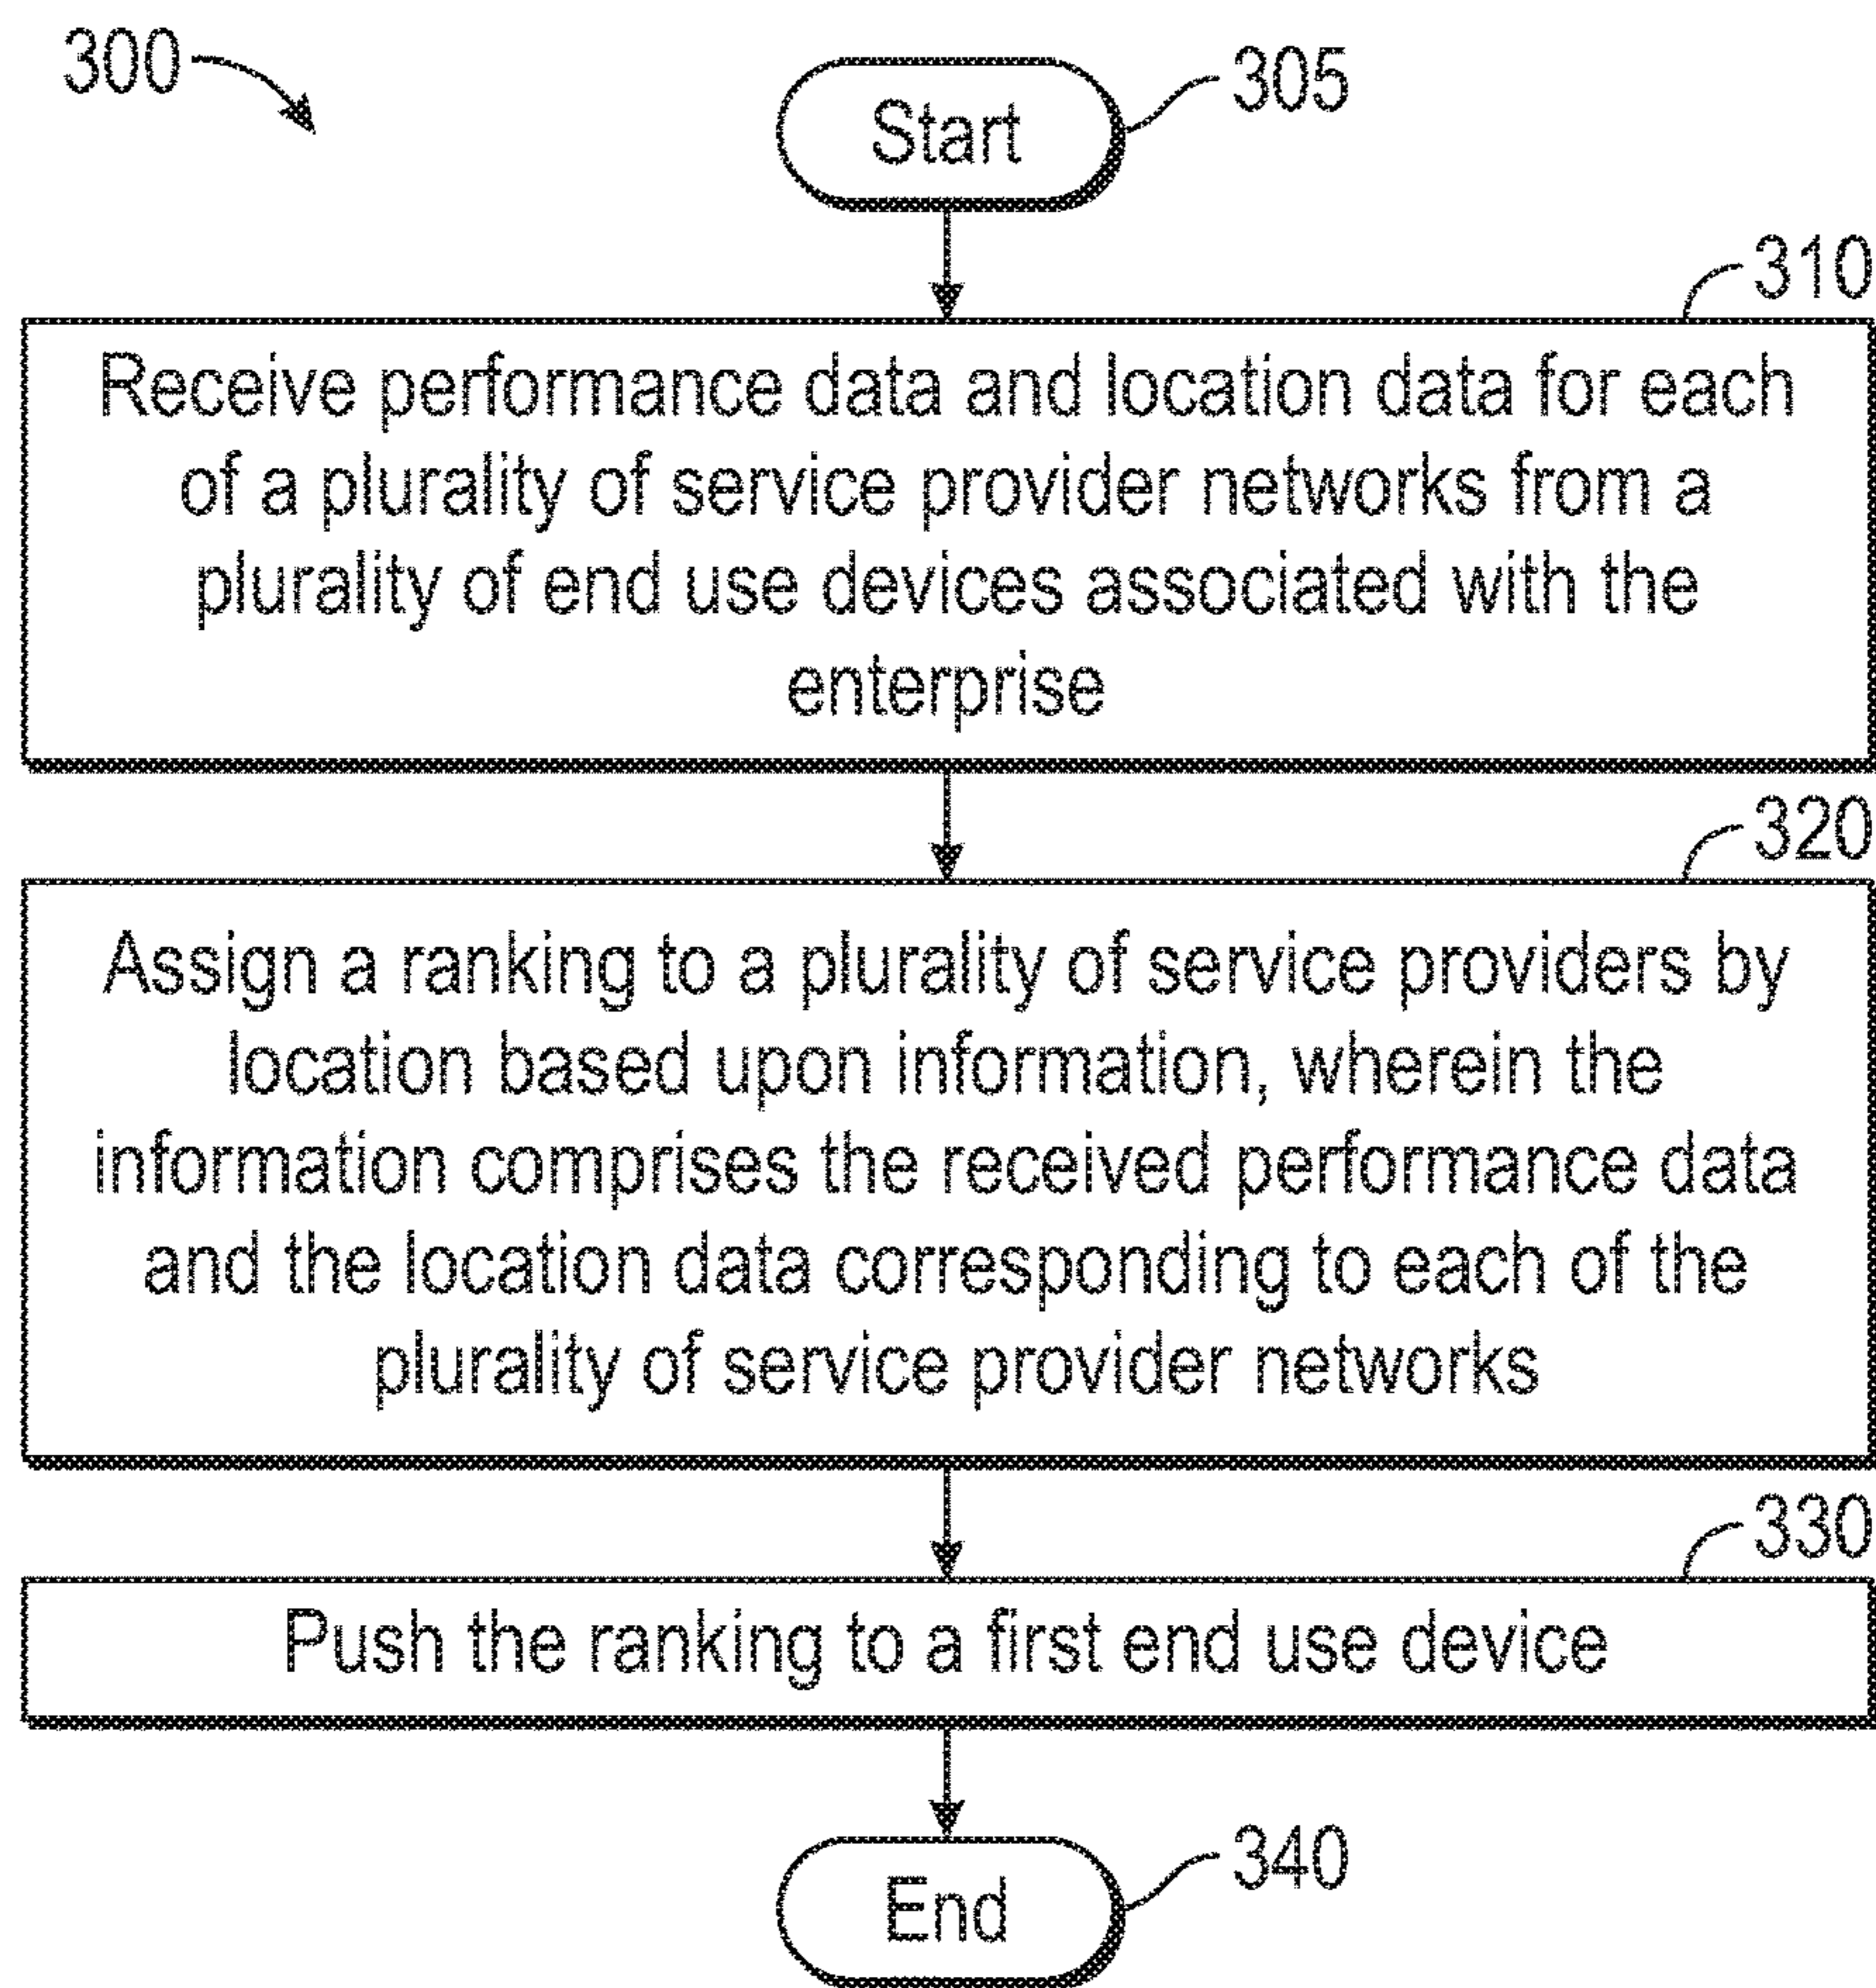 300
Start
305
310
Receive performance data and location data for each
of a plurality of service provider networks from a
plurality of end use devices associated with the
enterprise
320
Assign a ranking to a plurality of service providers by
location based upon information, wherein the
information comprises the received performance data
and the location data corresponding to each of the
plurality of service provider networks
330
Push the ranking to a first end use device
End
340